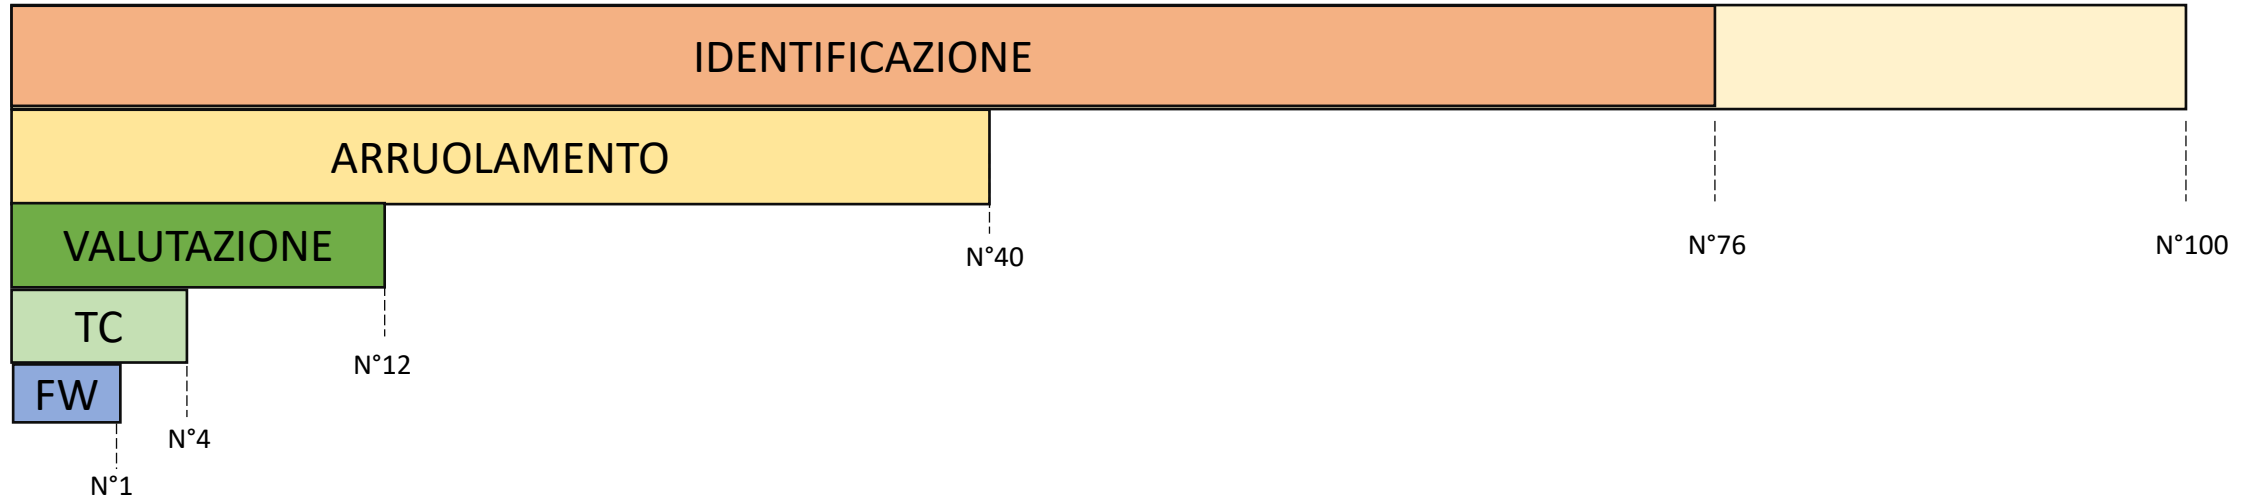 IDENTIFICAZIONE
ARRUOLAMENTO
VALUTAZIONE
N°40
N°76
N°100
TC
N°12
FW
N°4
N°1